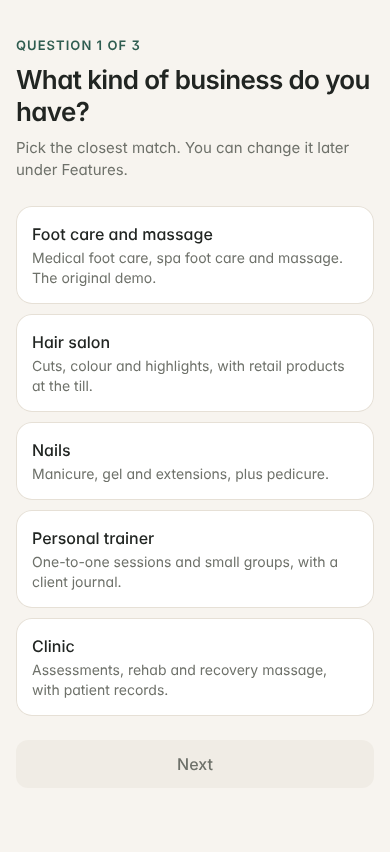 QUESTION 1 OF 3
What kind of business do you
have?
Pick the closest match. You can change it later
under Features.
Foot care and massage
Medical foot care, spa foot care and massage.
The original demo.
Hair salon
Cuts, colour and highlights, with retail products
at the till.
Nails
Manicure, gel and extensions, plus pedicure.
Personal trainer
One-to-one sessions and small groups, with a
client journal.
Clinic
Assessments, rehab and recovery massage,
with patient records.
Next